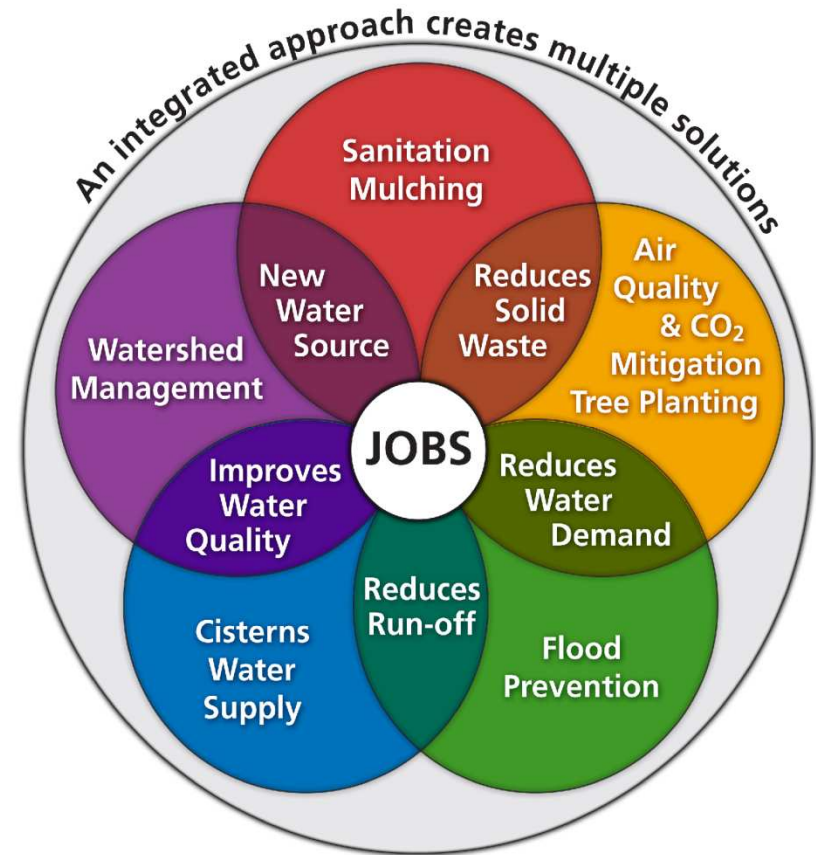 An integrated approach creates multiple solutions
Sanitation
Mulching
New
Water
Source
Reduces
Solid
Waste
Air
Quality
& CO₂
Mitigation
Tree Planting
Watershed
Management
JOBS
Improves
Water
Quality
Reduces
Water
Demand
Reduces
Run-off
Cisterns
Water
Supply
Flood
Prevention